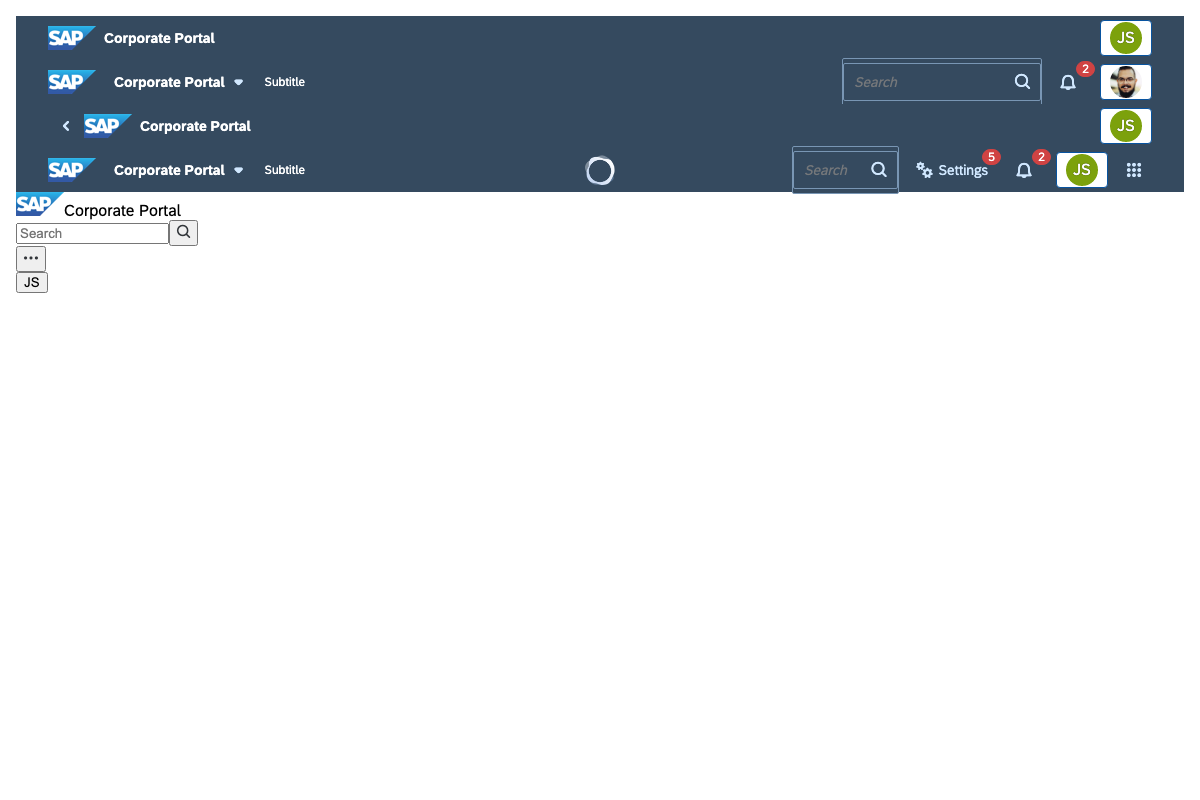 SAP Corporate Portal JS
SAP Corporate Portal Subtitle Search 2
SAP Corporate Portal JS
SAP Corporate Portal Subtitle Search Settings 5 2 JS
SAP Corporate Portal
Search
JS